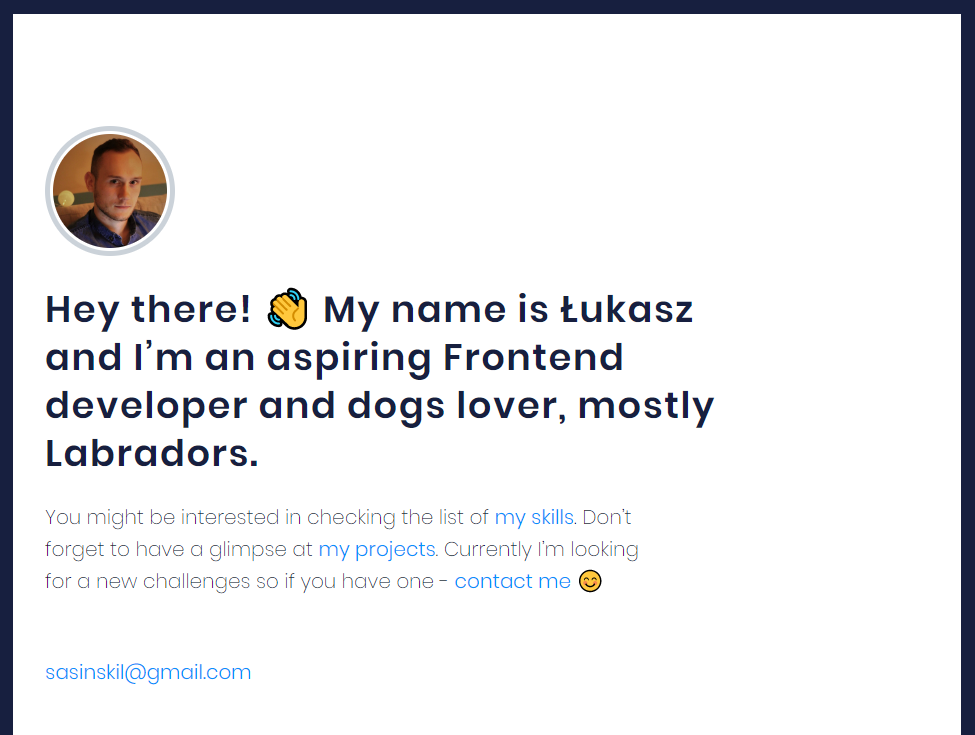 Hey there! 👋 My name is Łukasz
and I’m an aspiring Frontend
developer and dogs lover, mostly
Labradors.
You might be interested in checking the list of my skills. Don’t
forget to have a glimpse at my projects. Currently I’m looking
for a new challenges so if you have one - contact me 😊
sasinskil@gmail.com